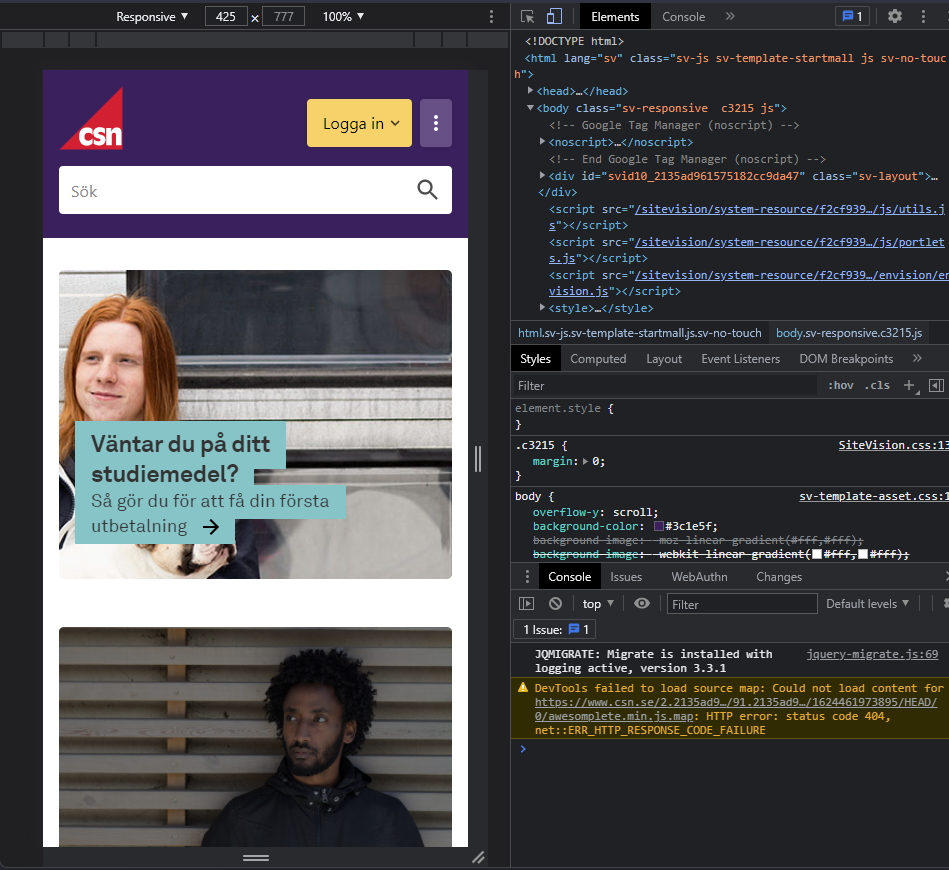 Responsive ▼ 425 × 777 100% ▼
Elements Console » 1
csn
Logga in
Sök
Väntar du på ditt
studiemedel?
Så gör du för att få din första
utbetalning →
<!DOCTYPE html>
<html lang="sv" class="sv-js sv-template-startmall js sv-no-touc
h">
▶<head>…</head>
▼<body class="sv-responsive  c3215 js">
<!-- Google Tag Manager (noscript) -->
▶<noscript>…</noscript>
<!-- End Google Tag Manager (noscript) -->
▶<div id="svid10_2135ad961575182cc9da47" class="sv-layout">…
</div>
<script src="/sitevision/system-resource/f2cf939…/js/utils.j
s"></script>
<script src="/sitevision/system-resource/f2cf939…/js/portlet
s.js"></script>
<script src="/sitevision/system-resource/f2cf939…/envision/en
vision.js"></script>
▶<style>…</style>
html.sv-js.sv-template-startmall.js.sv-no-touch body.sv-responsive.c3215.js
Styles Computed Layout Event Listeners DOM Breakpoints »
Filter :hov .cls +
element.style {
}
.c3215 { SiteVision.css:13
margin: ▶ 0;
}
body { sv-template-asset.css:1
overflow-y: scroll;
background-color: #3c1e5f;
background-image: -moz-linear-gradient(#fff,#fff);
background-image: -webkit-linear-gradient(#fff,#fff);
Console Issues WebAuthn Changes
top ▼ Filter Default levels ▼
1 Issue: 1
JQMIGRATE: Migrate is installed with jquery-migrate.js:69
logging active, version 3.3.1
DevTools failed to load source map: Could not load content for
https://www.csn.se/2.2135ad9…/91.2135ad9…/1624461973895/HEAD/
0/awesomplete.min.js.map: HTTP error: status code 404,
net::ERR_HTTP_RESPONSE_CODE_FAILURE